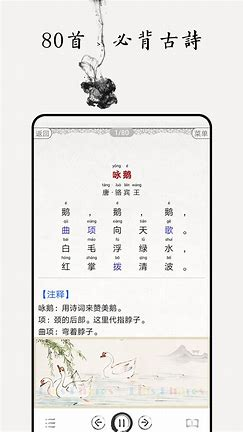 80首，必背古詩
返回
1/80
菜单
yǒng é
咏鹅
táng luò bīn wáng
唐·骆宾王
é é é
鹅，鹅，鹅，
qū xiàng xiàng tiān gē
曲项向天歌。
bái máo fú lǜ shuǐ
白毛浮绿水，
hóng zhǎng bō qīng bō
红掌拨清波。
【注释】
咏鹅：用诗词来赞美鹅。
项：颈的后部。这里代指脖子。
曲项：弯着脖子。